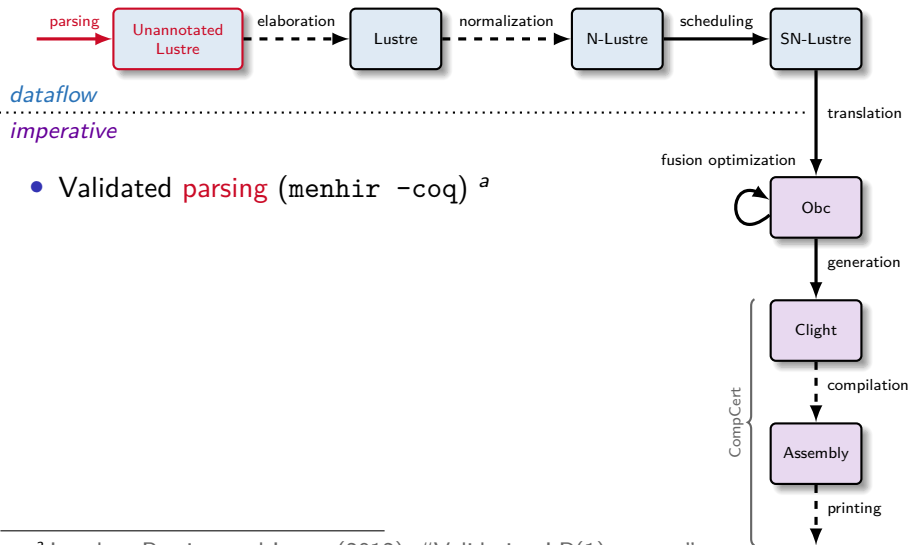 parsing
Unannotated
Lustre
elaboration
Lustre
normalization
N-Lustre
scheduling
SN-Lustre
dataflow
imperative
translation
• Validated parsing (menhir -coq) a
fusion optimization
Obc
generation
Clight
CompCert
compilation
Assembly
printing